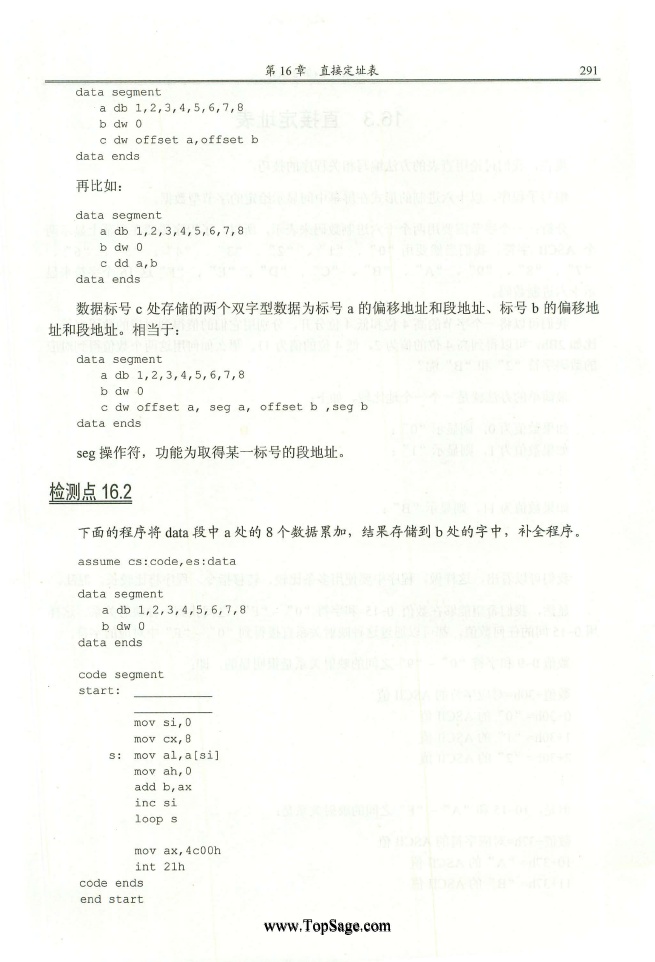 第16章 直接定址表 291
data segment
a db 1,2,3,4,5,6,7,8
b dw 0
c dw offset a,offset b
data ends
再比如：
data segment
a db 1,2,3,4,5,6,7,8
b dw 0
c dd a,b
data ends
数据标号 c 处存储的两个双字型数据为标号 a 的偏移地址和段地址、标号 b 的偏移地
址和段地址。相当于：
data segment
a db 1,2,3,4,5,6,7,8
b dw 0
c dw offset a, seg a, offset b ,seg b
data ends
seg 操作符，功能为取得某一标号的段地址。
检测点 16.2
下面的程序将 data 段中 a 处的 8 个数据累加，结果存储到 b 处的字中，补全程序。
assume cs:code,es:data
data segment
a db 1,2,3,4,5,6,7,8
b dw 0
data ends
code segment
start: __________
__________
mov si,0
mov cx,8
s: mov al,a[si]
mov ah,0
add b,ax
inc si
loop s
mov ax,4c00h
int 21h
code ends
end start
www.TopSage.com